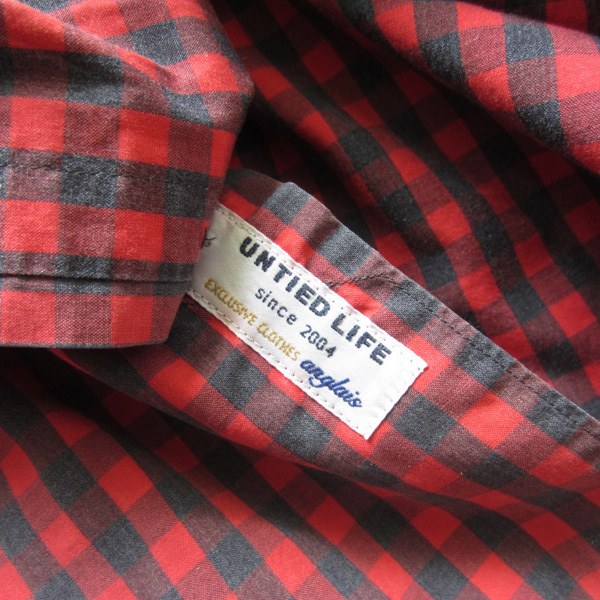 UNTIED LIFE
since 2004
EXCLUSIVE CLOTHES
anglais